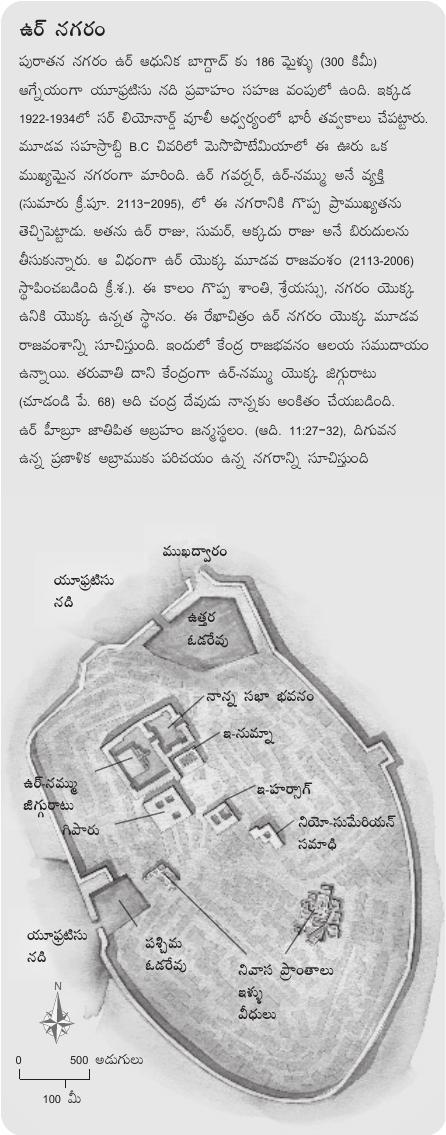 ఉర్ నగరం
పురాతన నగరం ఉర్ ఆధునిక బాగ్దాద్ కు 186 మైళ్ళు (300 కిమీ)
ఆగ్నేయంగా యూఫ్రటిసు నది ప్రవాహం సహజ వంపులో ఉంది. ఇక్కడ
1922-1934లో సర్ లియోనార్డ్ వూలీ అధ్వర్యంలో భారీ తవ్వకాలు చేపట్టారు.
మూడవ సహస్రాబ్ది B.C చివరిలో మెసొపొటేమియాలో ఈ ఊరు ఒక
ముఖ్యమైన నగరంగా మారింది. ఉర్ గవర్నర్, ఉర్-నమ్ము అనే వ్యక్తి
(సుమారు క్రీ.పూ. 2113-2095), లో ఈ నగరానికి గొప్ప ప్రాముఖ్యతను
తెచ్చిపెట్టాడు. అతను ఉర్ రాజు, సుమర్, అక్కదు రాజు అనే బిరుదులను
తీసుకున్నారు. ఆ విధంగా ఉర్ యొక్క మూడవ రాజవంశం (2113-2006)
స్థాపించబడింది క్రీ.శ.). ఈ కాలం గొప్ప శాంతి, శ్రేయస్సు, నగరం యొక్క
ఉనికి యొక్క ఉన్నత స్థానం. ఈ రేఖాచిత్రం ఉర్ నగరం యొక్క మూడవ
రాజవంశాన్ని సూచిస్తుంది. ఇందులో కేంద్ర రాజభవనం ఆలయ సముదాయం
ఉన్నాయి. తరువాతి దాని కేంద్రంగా ఉర్-నమ్ము యొక్క జిగ్గురాటు
(చూడండి పే. 68) అది చంద్ర దేవుడు నాన్నకు అంకితం చేయబడింది.
ఉర్ హీబ్రూ జాతిపిత అబ్రహం జన్మస్థలం. (ఆది. 11:27-32), దిగువన
ఉన్న ప్రణాళిక అబ్రాముకు పరిచయం ఉన్న నగరాన్ని సూచిస్తుంది
ముఖద్వారం
యూఫ్రటిసు
నది
ఉత్తర
ఓడరేవు
నాన్న సభా భవనం
ఇ-నుమ్నా
ఉర్-నమ్ము
జిగ్గురాటు
ఇ-హర్సాగ్
గిపారు
నియో-సుమేరియన్
సమాధి
యూఫ్రటిసు
నది
పశ్చిమ
ఓడరేవు
నివాస ప్రాంతాలు
ఇళ్ళు
వీధులు
N
0 500 అడుగులు
100 మీ